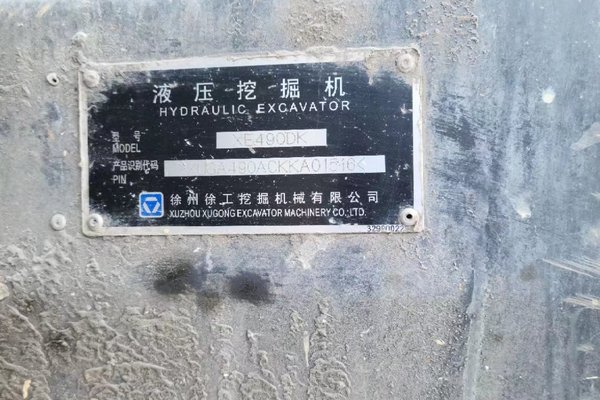 液压挖掘机
HYDRAULIC EXCAVATOR
型号
MODEL XE490DK
产品识别代码
PIN
徐州徐工挖掘机械有限公司
XUZHOU XUGONG EXCAVATOR MACHINERY CO.,LTD.